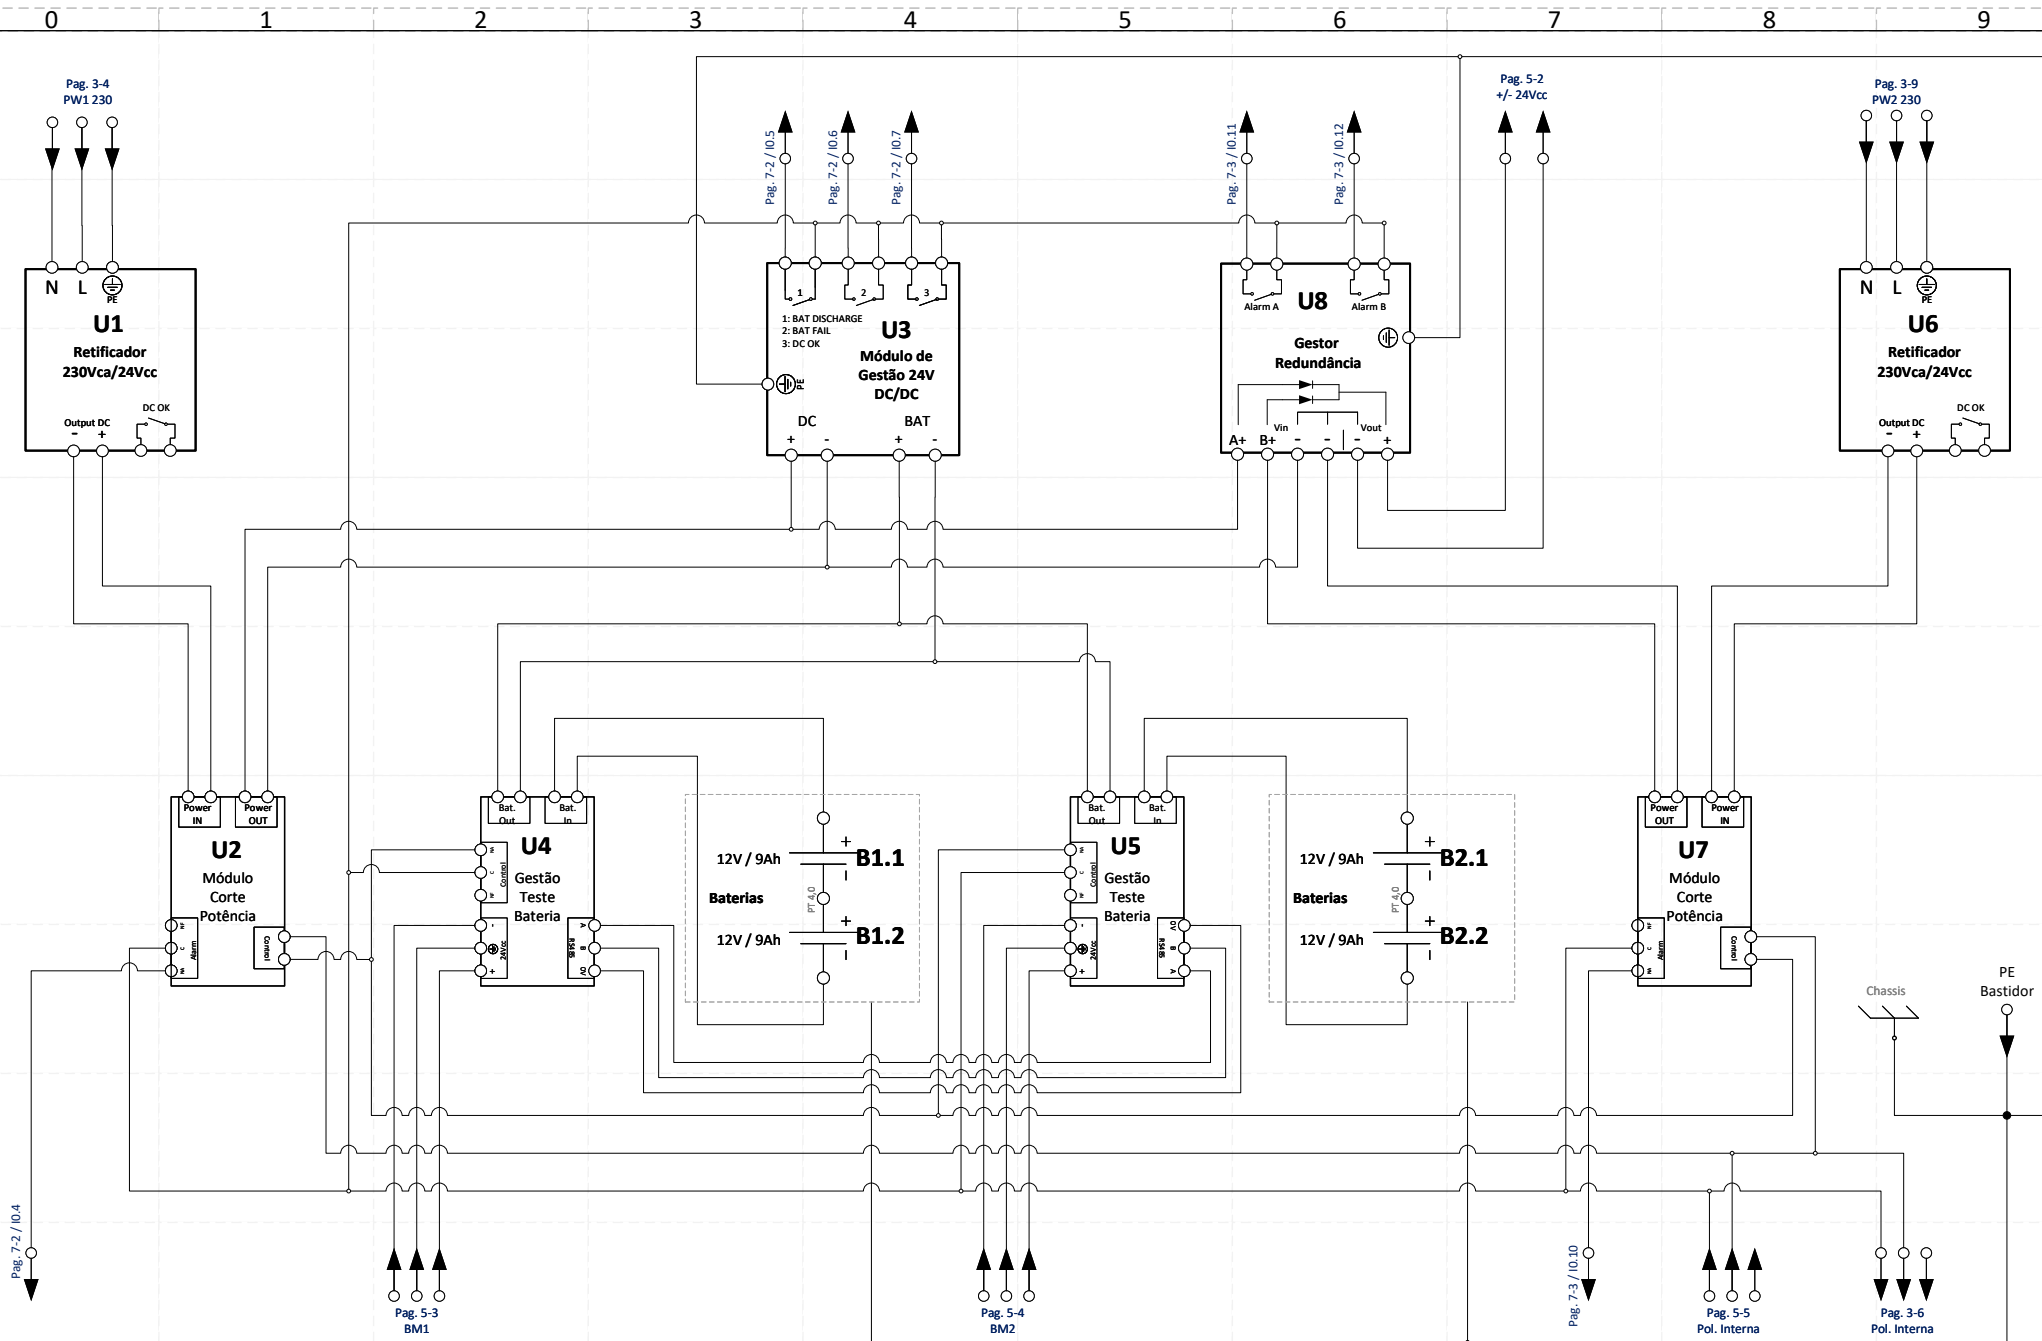 0 1 2 3 4 5 6 7 8 9
Pag. 3-4
PW1 230
Pag. 5-2
+/- 24Vcc
Pag. 3-9
PW2 230
Pag. 7-2 / I0.5
Pag. 7-2 / I0.6
Pag. 7-2 / I0.7
Pag. 7-3 / I0.11
Pag. 7-3 / I0.12
N L PE
U1
Retificador
230Vca/24Vcc
DC OK
Output DC
- +
1 2 3
1: BAT DISCHARGE
2: BAT FAIL
3: DC OK
U3
Módulo de
Gestão 24V
DC/DC
PE
DC BAT
+ - + -
Alarm A
U8
Alarm B
Gestor
Redundância
Vin Vout
A+ B+ - - - +
N L PE
U6
Retificador
230Vca/24Vcc
DC OK
Output DC
- +
Power
IN
Power
OUT
U2
Módulo
Corte
Potência
NF
C
NA
Alarm
Control
Bat.
Out
Bat.
In
U4
Gestão
Teste
Bateria
NA
C
NF
Control
-
+
24Vcc
A
B
0V
RS485
12V / 9Ah
+
B1.1
-
Baterias
PT 4,0
12V / 9Ah
+
B1.2
-
Bat.
Out
Bat.
In
U5
Gestão
Teste
Bateria
NA
C
NF
Control
-
+
24Vcc
0V
B
A
RS485
12V / 9Ah
+
B2.1
-
Baterias
PT 4,0
12V / 9Ah
+
B2.2
-
Power
OUT
Power
IN
U7
Módulo
Corte
Potência
NF
C
NA
Alarm
Control
Chassis
PE
Bastidor
Pag. 7-2 / I0.4
Pag. 5-3
BM1
Pag. 5-4
BM2
Pag. 7-3 / I0.10
Pag. 5-5
Pol. Interna
Pag. 3-6
Pol. Interna